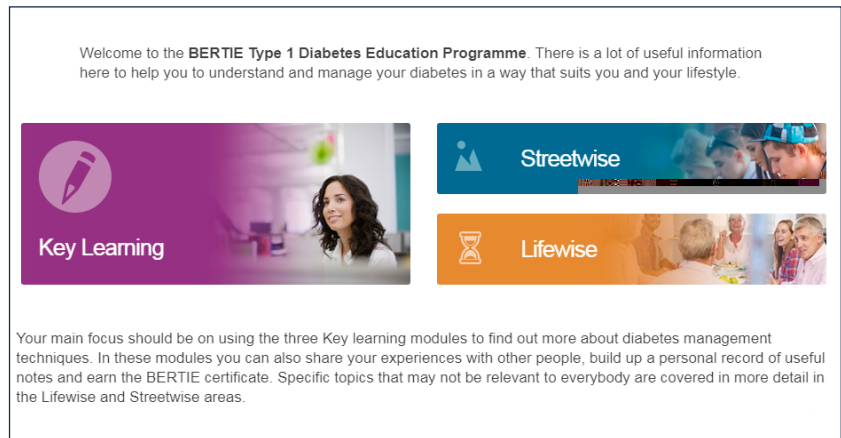 Welcome to the BERTIE Type 1 Diabetes Education Programme. There is a lot of useful information
here to help you to understand and manage your diabetes in a way that suits you and your lifestyle.
Key Learning
Streetwise
Lifewise
Your main focus should be on using the three Key learning modules to find out more about diabetes management
techniques. In these modules you can also share your experiences with other people, build up a personal record of useful
notes and earn the BERTIE certificate. Specific topics that may not be relevant to everybody are covered in more detail in
the Lifewise and Streetwise areas.